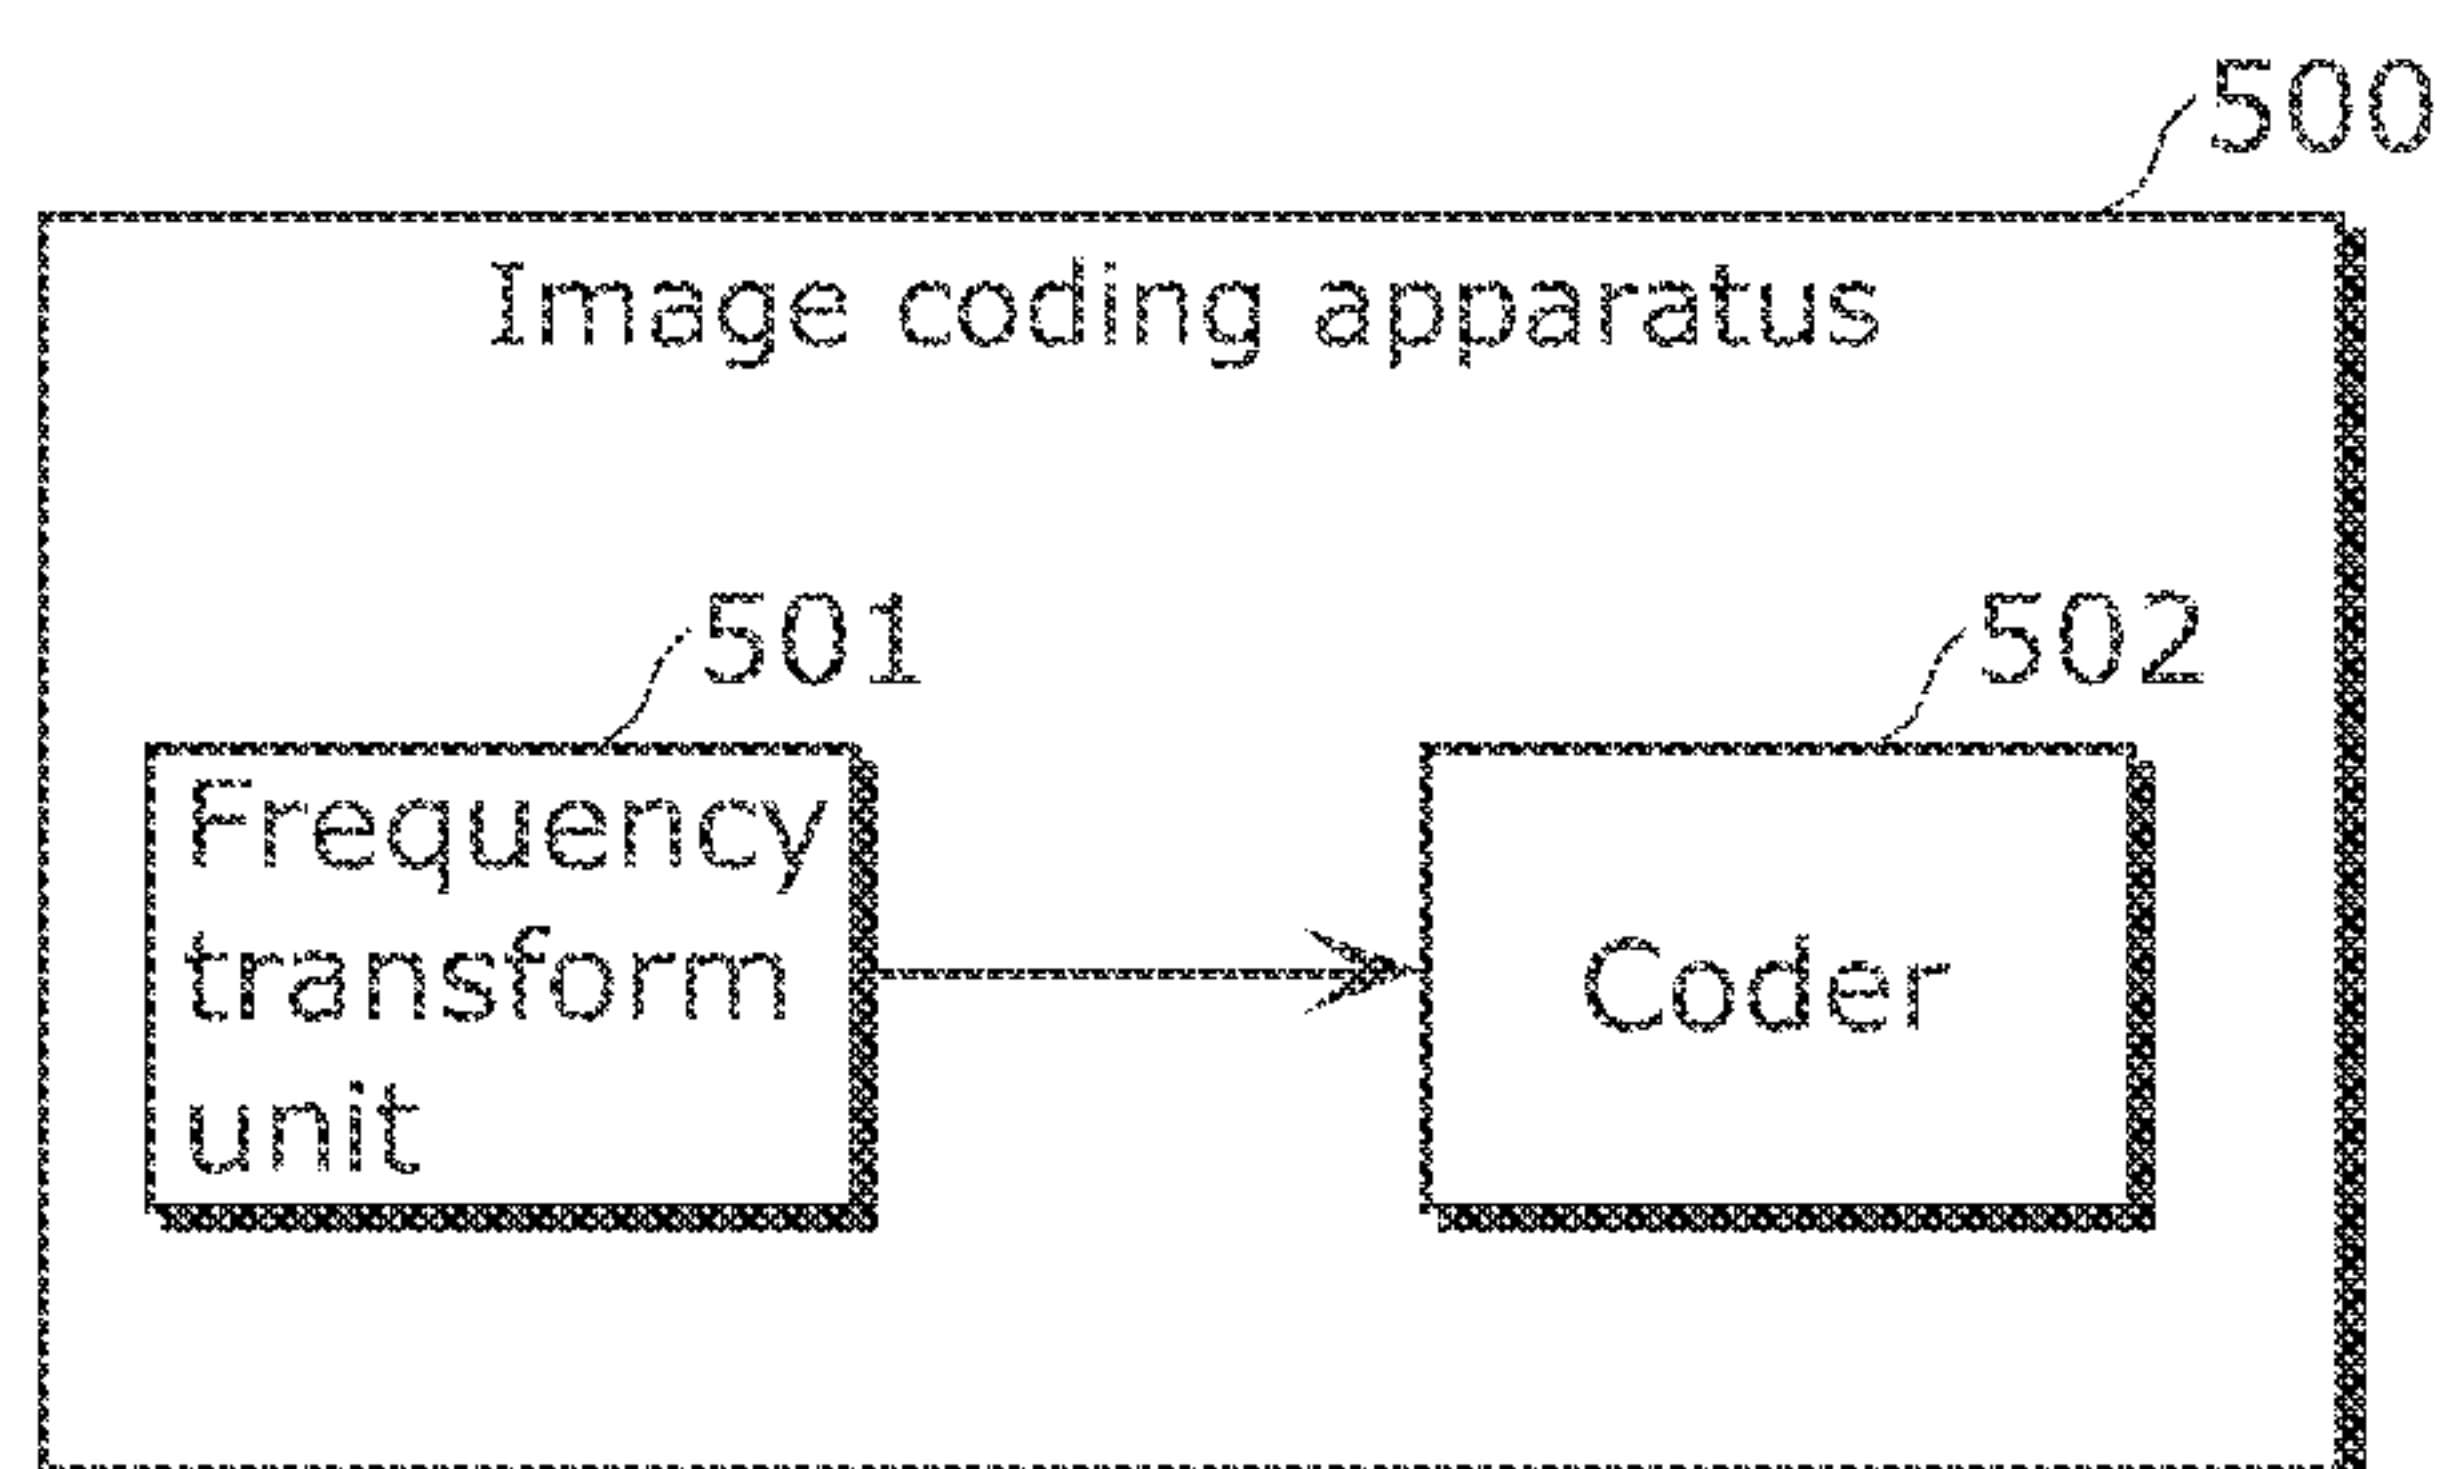 500
Image coding apparatus
501
502
Frequency
transform
unit
Coder